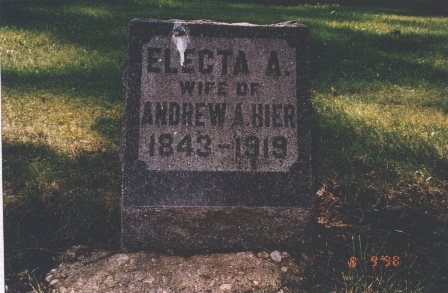 ELECTA A.
WIFE OF
ANDREW A. HIER
1843-1919
8 9 '98